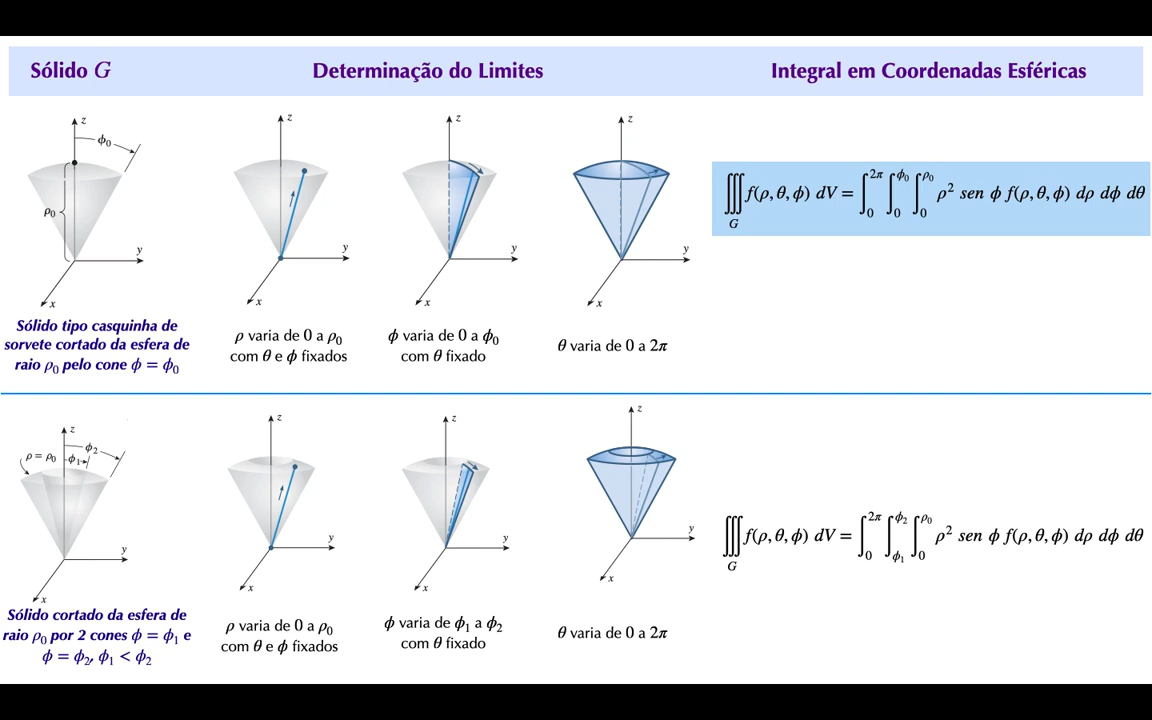 Sólido G
Determinação do Limites
Integral em Coordenadas Esféricas
z
ϕ₀
ρ₀
y
x
z
y
x
z
y
x
z
y
x
∭f(ρ, θ, ϕ) dV = ∫₀^2π ∫₀^ϕ₀ ∫₀^ρ₀ ρ² sen ϕ f(ρ, θ, ϕ) dρ dϕ dθ
G
Sólido tipo casquinha de
sorvete cortado da esfera de
raio ρ₀ pelo cone ϕ = ϕ₀
ρ varia de 0 a ρ₀
com θ e ϕ fixados
ϕ varia de 0 a ϕ₀
com θ fixado
θ varia de 0 a 2π
z
ϕ₂
ρ = ρ₀
ϕ₁
y
x
z
y
x
z
y
x
z
y
x
∭f(ρ, θ, ϕ) dV = ∫₀^2π ∫ϕ₁^ϕ₂ ∫₀^ρ₀ ρ² sen ϕ f(ρ, θ, ϕ) dρ dϕ dθ
G
Sólido cortado da esfera de
raio ρ₀ por 2 cones ϕ = ϕ₁ e
ϕ = ϕ₂, ϕ₁ < ϕ₂
ρ varia de 0 a ρ₀
com θ e ϕ fixados
ϕ varia de ϕ₁ a ϕ₂
com θ fixado
θ varia de 0 a 2π